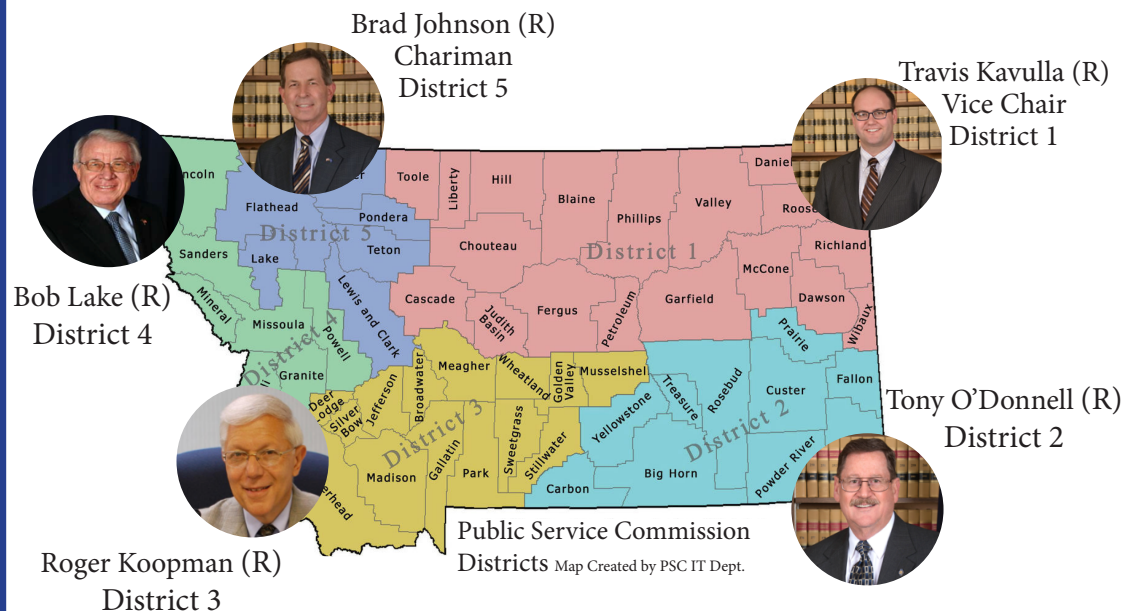 Brad Johnson (R)
Chariman
District 5
Travis Kavulla (R)
Vice Chair
District 1
Bob Lake (R)
District 4
Tony O’Donnell (R)
District 2
Roger Koopman (R)
District 3
District 5
Flathead
Lake
Pondera
Teton
Lewis and Clark
District 1
Toole
Liberty
Hill
Blaine
Phillips
Valley
Richland
Chouteau
McCone
Dawson
Wibaux
Cascade
Judith
Basin
Fergus
Petroleum
Garfield
District 4
Sanders
Mineral
Missoula
Powell
Granite
District 3
Deer
Lodge
Silver
Bow
Jefferson
Broadwater
Meagher
Wheatland
Golden
Valley
Musselshel
Madison
Gallatin
Park
Sweetgrass
Stillwater
District 2
Yellowstone
Treasure
Rosebud
Custer
Prairie
Fallon
Powder River
Big Horn
Carbon
Public Service Commission
Districts Map Created by PSC IT Dept.